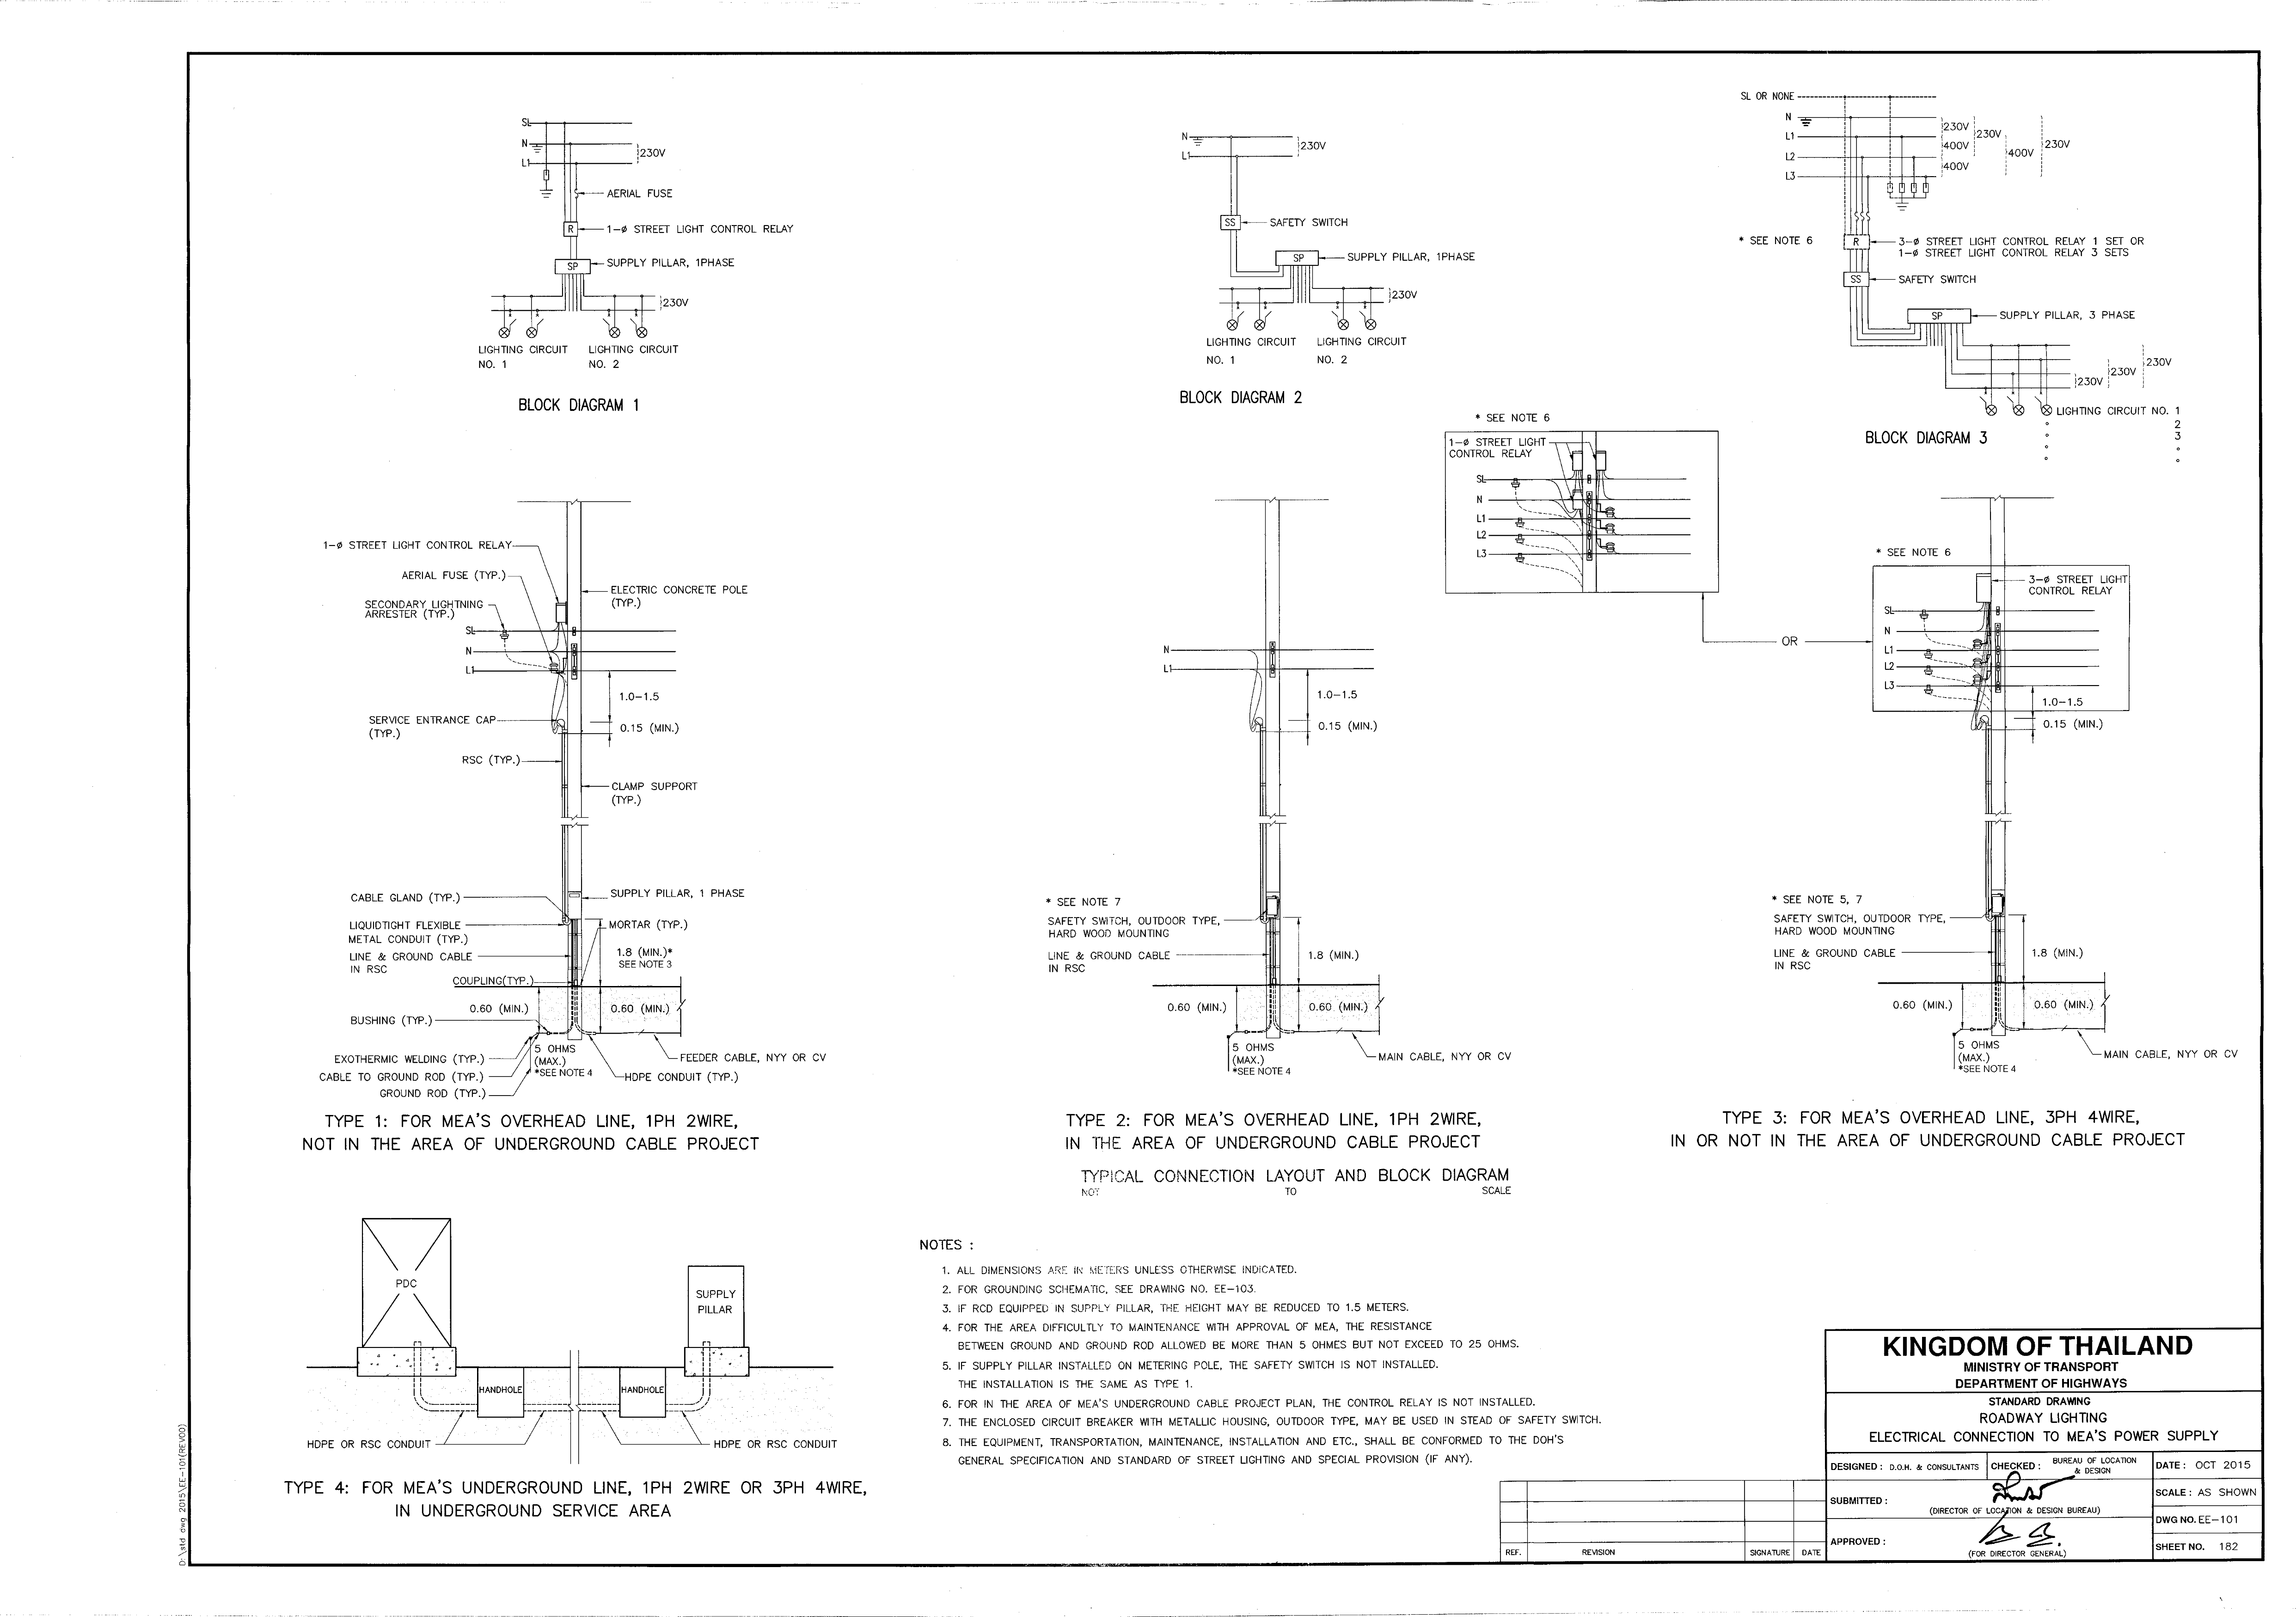 SL
N
L1
230V
AERIAL FUSE
R
1-ø STREET LIGHT CONTROL RELAY
SP
SUPPLY PILLAR, 1PHASE
230V
LIGHTING CIRCUIT
NO. 1
LIGHTING CIRCUIT
NO. 2
BLOCK DIAGRAM 1
N
L1
230V
SS
SAFETY SWITCH
SP
SUPPLY PILLAR, 1PHASE
230V
LIGHTING CIRCUIT
NO. 1
LIGHTING CIRCUIT
NO. 2
BLOCK DIAGRAM 2
SL OR NONE
N
L1
L2
L3
230V
400V
400V
230V
400V
230V
* SEE NOTE 6
R
3-ø STREET LIGHT CONTROL RELAY 1 SET OR
1-ø STREET LIGHT CONTROL RELAY 3 SETS
SS
SAFETY SWITCH
SP
SUPPLY PILLAR, 3 PHASE
230V
230V
230V
LIGHTING CIRCUIT NO. 1
2
3
BLOCK DIAGRAM 3
1-ø STREET LIGHT CONTROL RELAY
AERIAL FUSE (TYP.)
SECONDARY LIGHTNING
ARRESTER (TYP.)
SL
N
L1
ELECTRIC CONCRETE POLE
(TYP.)
1.0-1.5
SERVICE ENTRANCE CAP
(TYP.)
0.15 (MIN.)
RSC (TYP.)
CLAMP SUPPORT
(TYP.)
CABLE GLAND (TYP.)
SUPPLY PILLAR, 1 PHASE
LIQUIDTIGHT FLEXIBLE
METAL CONDUIT (TYP.)
MORTAR (TYP.)
LINE & GROUND CABLE
IN RSC
1.8 (MIN.)*
SEE NOTE 3
COUPLING(TYP.)
0.60 (MIN.)
0.60 (MIN.)
BUSHING (TYP.)
EXOTHERMIC WELDING (TYP.)
CABLE TO GROUND ROD (TYP.)
GROUND ROD (TYP.)
5 OHMS
(MAX.)
*SEE NOTE 4
FEEDER CABLE, NYY OR CV
HDPE CONDUIT (TYP.)
TYPE 1: FOR MEA'S OVERHEAD LINE, 1PH 2WIRE,
NOT IN THE AREA OF UNDERGROUND CABLE PROJECT
N
L1
1.0-1.5
0.15 (MIN.)
* SEE NOTE 7
SAFETY SWITCH, OUTDOOR TYPE,
HARD WOOD MOUNTING
LINE & GROUND CABLE
IN RSC
1.8 (MIN.)
0.60 (MIN.)
0.60 (MIN.)
5 OHMS
(MAX.)
*SEE NOTE 4
MAIN CABLE, NYY OR CV
TYPE 2: FOR MEA'S OVERHEAD LINE, 1PH 2WIRE,
IN THE AREA OF UNDERGROUND CABLE PROJECT
* SEE NOTE 6
1-ø STREET LIGHT
CONTROL RELAY
SL
N
L1
L2
L3
OR
* SEE NOTE 6
3-ø STREET LIGHT
CONTROL RELAY
SL
N
L1
L2
L3
1.0-1.5
0.15 (MIN.)
* SEE NOTE 5, 7
SAFETY SWITCH, OUTDOOR TYPE,
HARD WOOD MOUNTING
LINE & GROUND CABLE
IN RSC
1.8 (MIN.)
0.60 (MIN.)
0.60 (MIN.)
5 OHMS
(MAX.)
*SEE NOTE 4
MAIN CABLE, NYY OR CV
TYPE 3: FOR MEA'S OVERHEAD LINE, 3PH 4WIRE,
IN OR NOT IN THE AREA OF UNDERGROUND CABLE PROJECT
TYPICAL CONNECTION LAYOUT AND BLOCK DIAGRAM
NOT TO SCALE
PDC
SUPPLY
PILLAR
HANDHOLE
HANDHOLE
HDPE OR RSC CONDUIT
HDPE OR RSC CONDUIT
TYPE 4: FOR MEA'S UNDERGROUND LINE, 1PH 2WIRE OR 3PH 4WIRE,
IN UNDERGROUND SERVICE AREA
NOTES :
1. ALL DIMENSIONS ARE IN METERS UNLESS OTHERWISE INDICATED.
2. FOR GROUNDING SCHEMATIC, SEE DRAWING NO. EE-103.
3. IF RCD EQUIPPED IN SUPPLY PILLAR, THE HEIGHT MAY BE REDUCED TO 1.5 METERS.
4. FOR THE AREA DIFFICULTLY TO MAINTENANCE WITH APPROVAL OF MEA, THE RESISTANCE
BETWEEN GROUND AND GROUND ROD ALLOWED BE MORE THAN 5 OHMES BUT NOT EXCEED TO 25 OHMS.
5. IF SUPPLY PILLAR INSTALLED ON METERING POLE, THE SAFETY SWITCH IS NOT INSTALLED.
THE INSTALLATION IS THE SAME AS TYPE 1.
6. FOR IN THE AREA OF MEA'S UNDERGROUND CABLE PROJECT PLAN, THE CONTROL RELAY IS NOT INSTALLED.
7. THE ENCLOSED CIRCUIT BREAKER WITH METALLIC HOUSING, OUTDOOR TYPE, MAY BE USED IN STEAD OF SAFETY SWITCH.
8. THE EQUIPMENT, TRANSPORTATION, MAINTENANCE, INSTALLATION AND ETC., SHALL BE CONFORMED TO THE DOH'S
GENERAL SPECIFICATION AND STANDARD OF STREET LIGHTING AND SPECIAL PROVISION (IF ANY).
REF. REVISION SIGNATURE DATE
KINGDOM OF THAILAND
MINISTRY OF TRANSPORT
DEPARTMENT OF HIGHWAYS
STANDARD DRAWING
ROADWAY LIGHTING
ELECTRICAL CONNECTION TO MEA'S POWER SUPPLY
DESIGNED : D.O.H. & CONSULTANTS
CHECKED : BUREAU OF LOCATION
& DESIGN
DATE : OCT 2015
SUBMITTED :
(DIRECTOR OF LOCATION & DESIGN BUREAU)
SCALE : AS SHOWN
DWG NO. EE-101
APPROVED :
(FOR DIRECTOR GENERAL)
SHEET NO. 182
D:\std dwg 2015\EE-101(REV00)